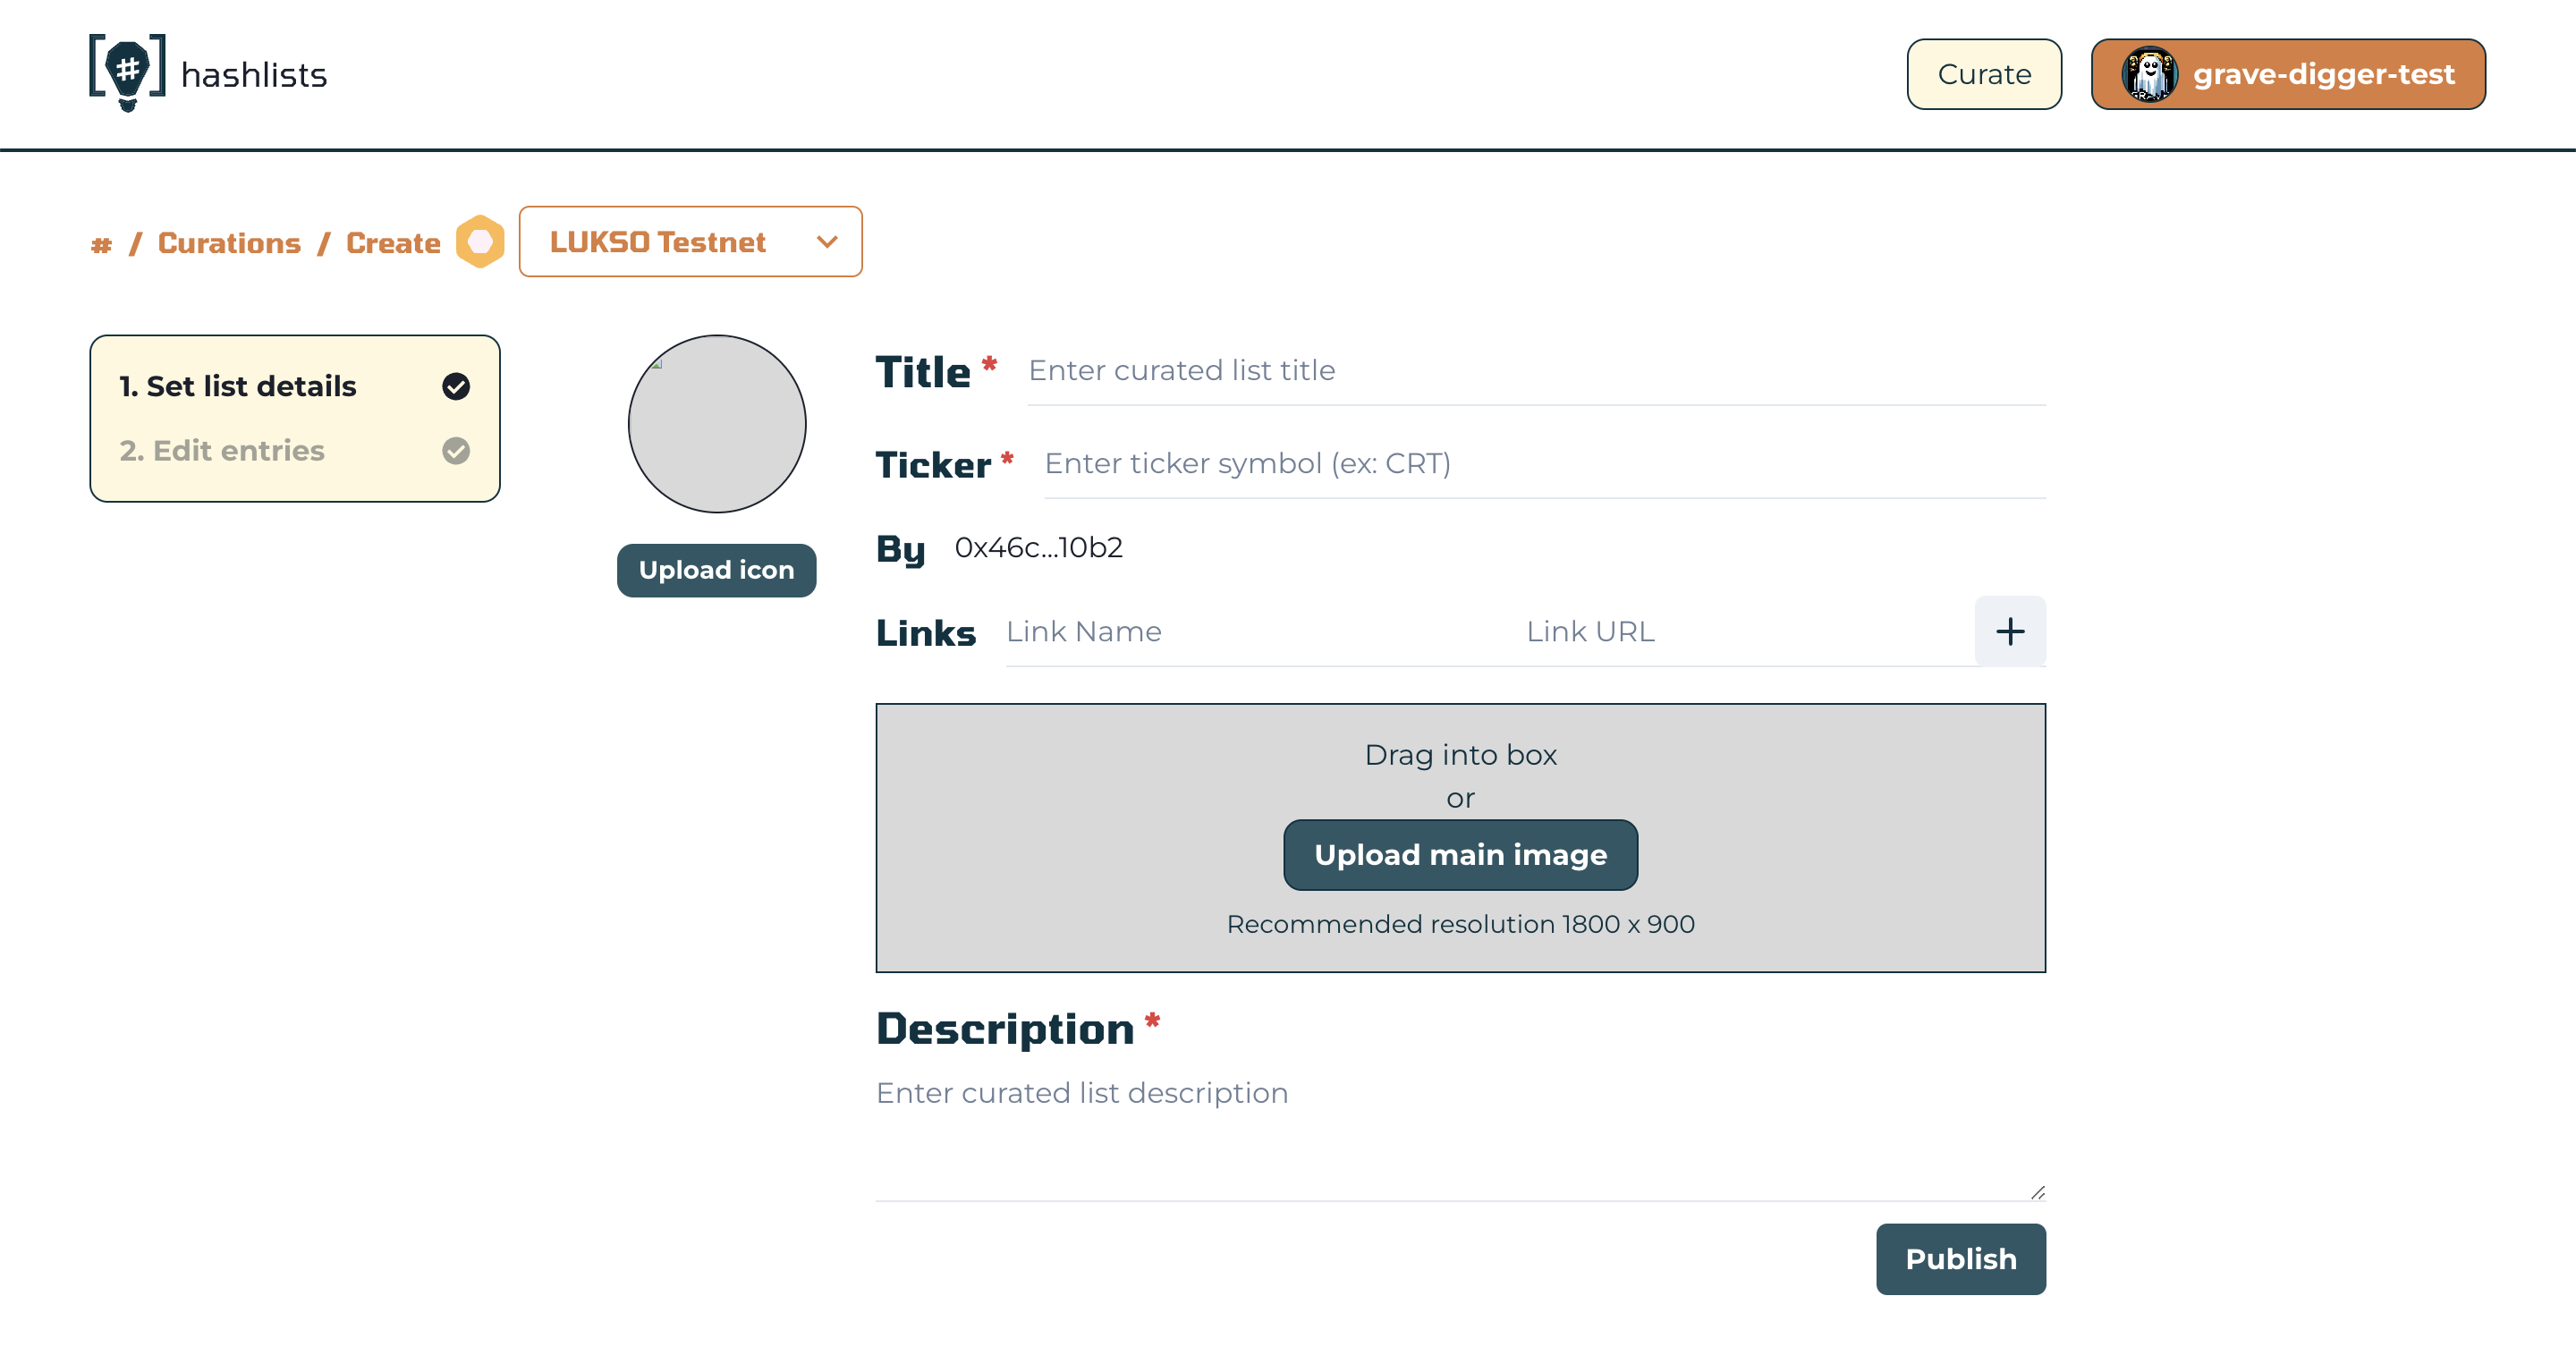 hashlists
Curate
grave-digger-test
# / Curations / Create
LUKSO Testnet
1. Set list details
2. Edit entries
Upload icon
Title * Enter curated list title
Ticker * Enter ticker symbol (ex: CRT)
By 0x46c...10b2
Links Link Name Link URL +
Drag into box
or
Upload main image
Recommended resolution 1800 x 900
Description *
Enter curated list description
Publish